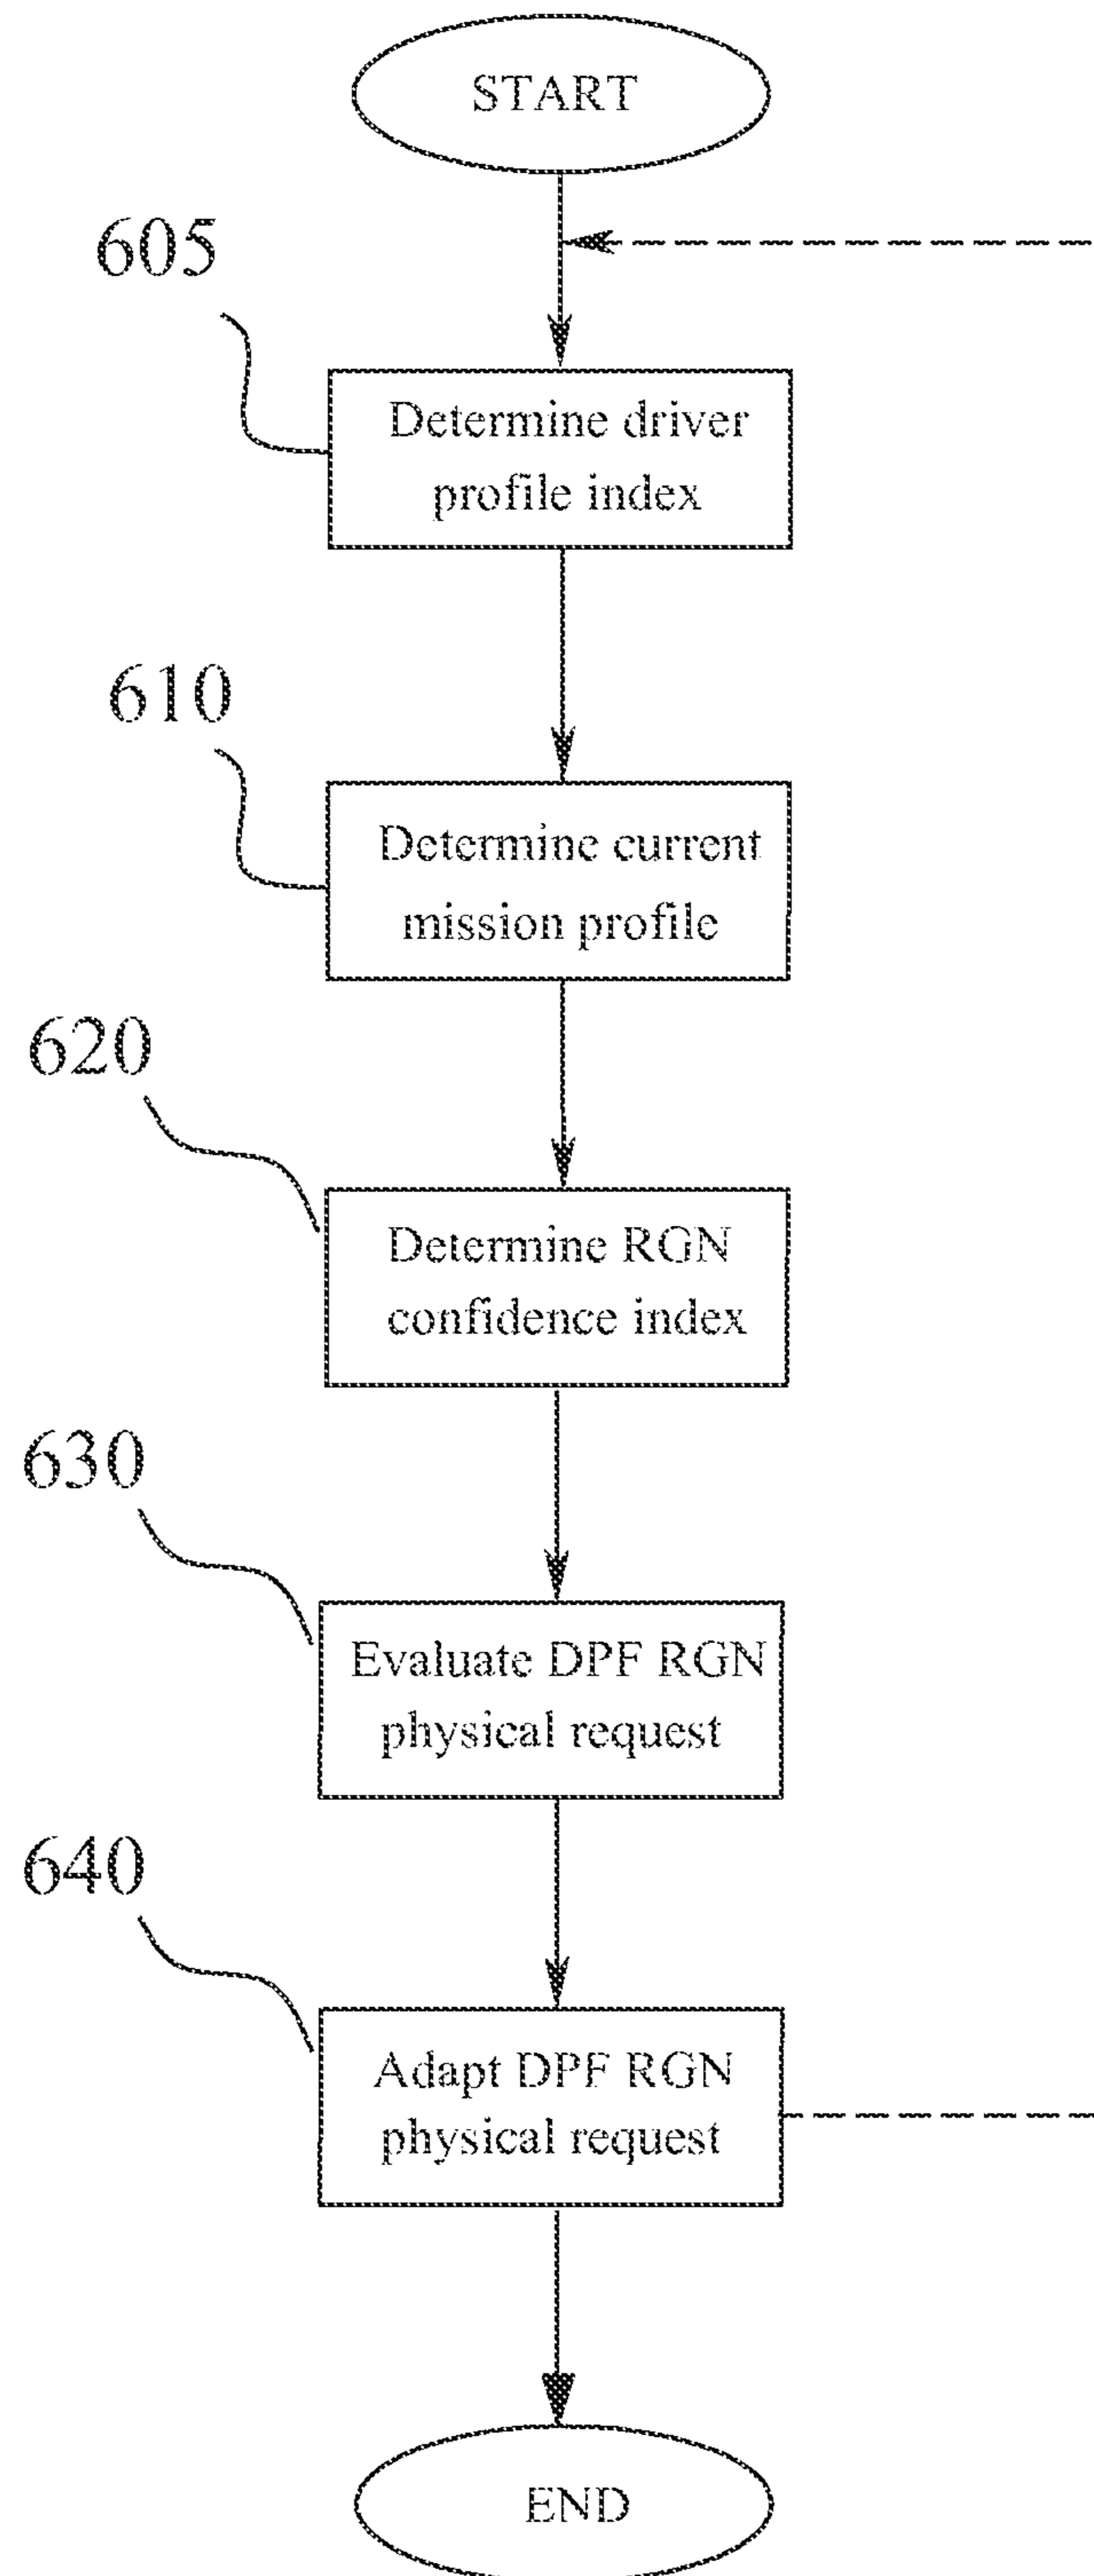 START
605
Determine driver
profile index
610
Determine current
mission profile
620
Determine RGN
confidence index
630
Evaluate DPF RGN
physical request
640
Adapt DPF RGN
physical request
END